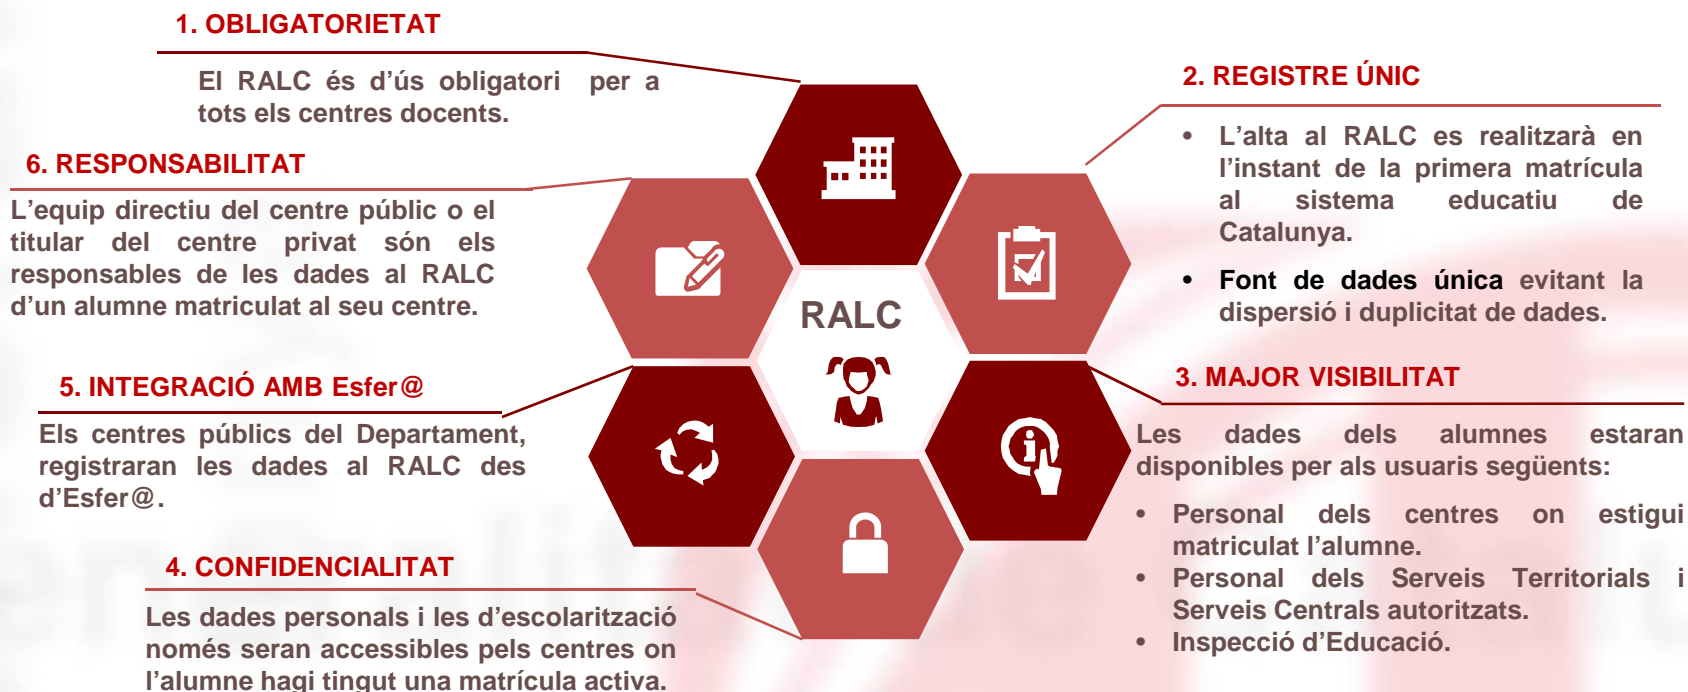 1. OBLIGATORIETAT
El RALC és d’ús obligatori per a
tots els centres docents.
2. REGISTRE ÚNIC
• L’alta al RALC es realitzarà en
l’instant de la primera matrícula
al sistema educatiu de
Catalunya.
• Font de dades única evitant la
dispersió i duplicitat de dades.
3. MAJOR VISIBILITAT
Les dades dels alumnes estaran
disponibles per als usuaris següents:
• Personal dels centres on estigui
matriculat l’alumne.
• Personal dels Serveis Territorials i
Serveis Centrals autoritzats.
• Inspecció d’Educació.
4. CONFIDENCIALITAT
Les dades personals i les d’escolarització
només seran accessibles pels centres on
l’alumne hagi tingut una matrícula activa.
5. INTEGRACIÓ AMB Esfer@
Els centres públics del Departament,
registraran les dades al RALC des
d’Esfer@.
6. RESPONSABILITAT
L’equip directiu del centre públic o el
titular del centre privat són els
responsables de les dades al RALC
d’un alumne matriculat al seu centre.
RALC